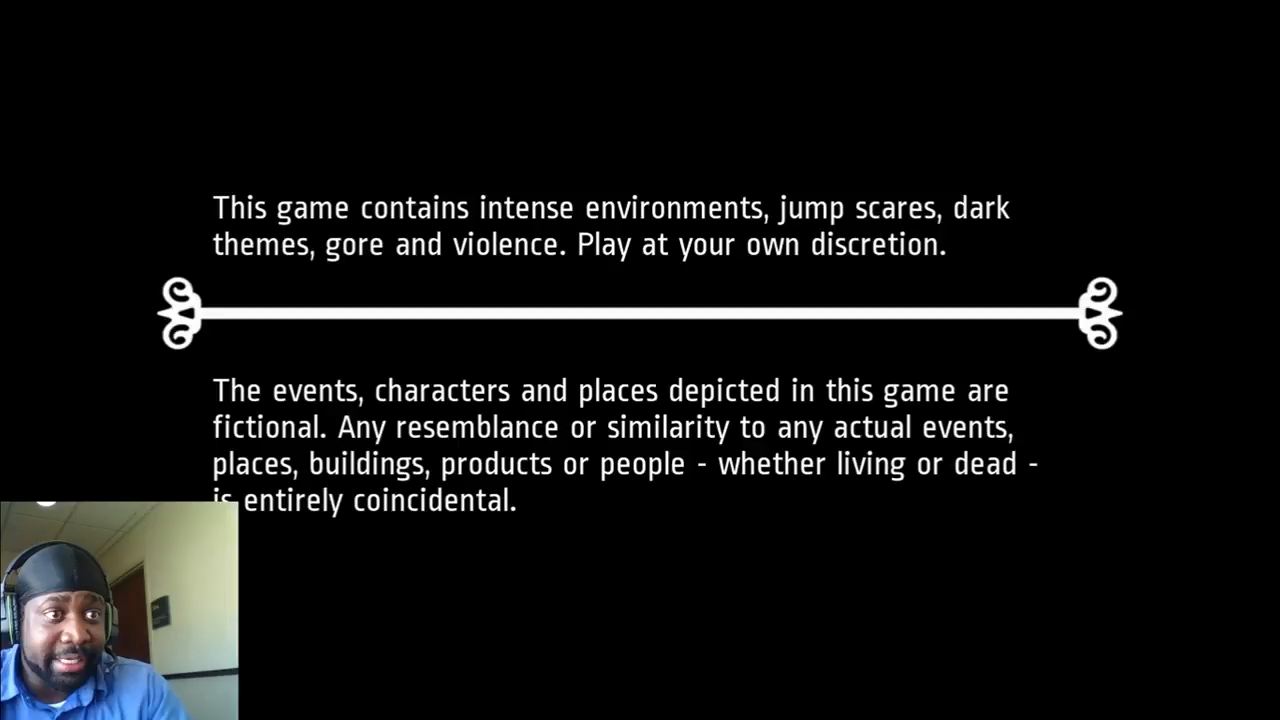 This game contains intense environments, jump scares, dark
themes, gore and violence. Play at your own discretion.
The events, characters and places depicted in this game are
fictional. Any resemblance or similarity to any actual events,
places, buildings, products or people - whether living or dead -
is entirely coincidental.